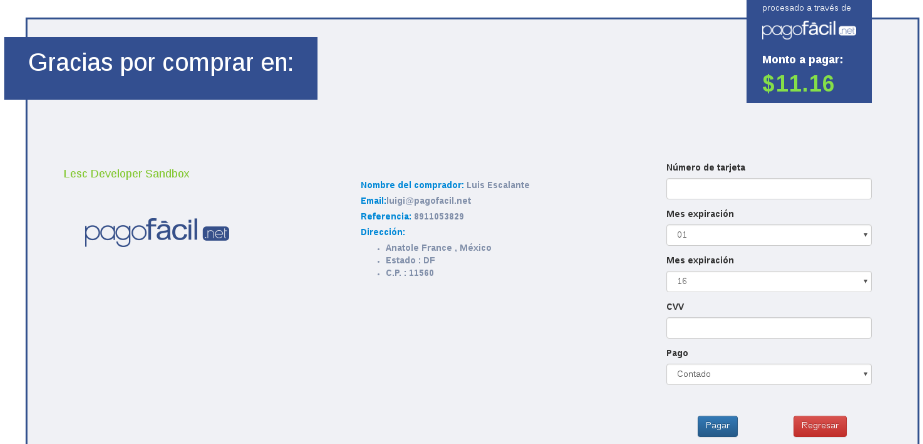 procesado a través de
pagofácil.net
Gracias por comprar en:
Monto a pagar:
$11.16
Lesc Developer Sandbox
pagofácil.net
Nombre del comprador: Luis Escalante
Email:luigi@pagofacil.net
Referencia: 8911053829
Dirección:
Anatole France , México
Estado : DF
C.P. : 11560
Número de tarjeta
Mes expiración
01
Mes expiración
16
CVV
Pago
Contado
Pagar
Regresar